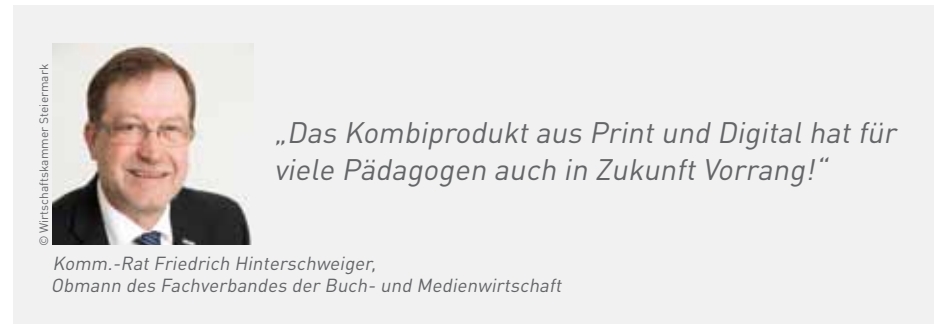 © Wirtschaftskammer Steiermark
„Das Kombiprodukt aus Print und Digital hat für
viele Pädagogen auch in Zukunft Vorrang!“
Komm.-Rat Friedrich Hinterschweiger,
Obmann des Fachverbandes der Buch- und Medienwirtschaft